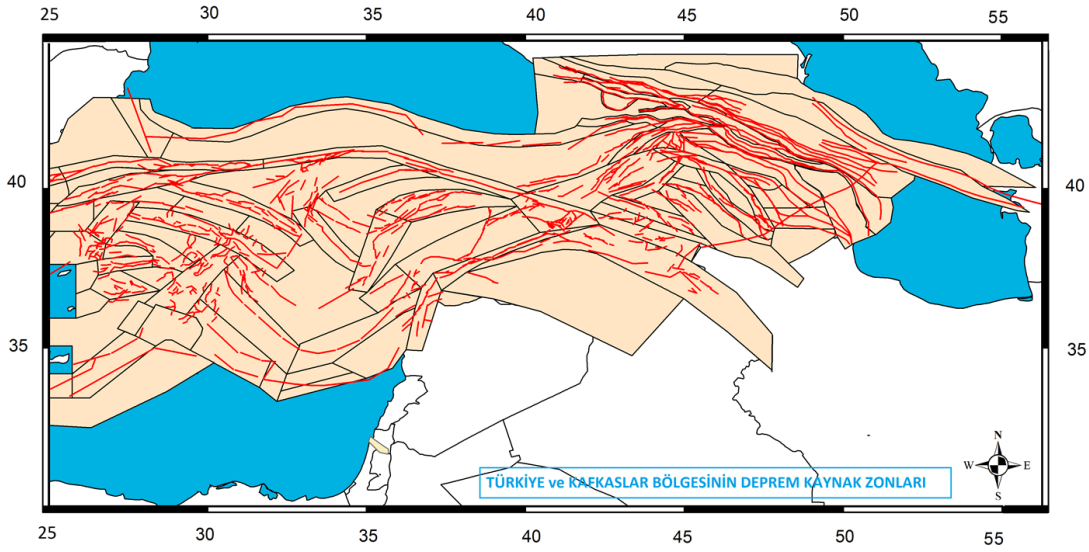 25 30 35 40 45 50 55
40 40
35 35
N
W E
S
TÜRKİYE ve KAFKASLAR BÖLGESİNİN DEPREM KAYNAK ZONLARI
25 30 35 40 45 50 55